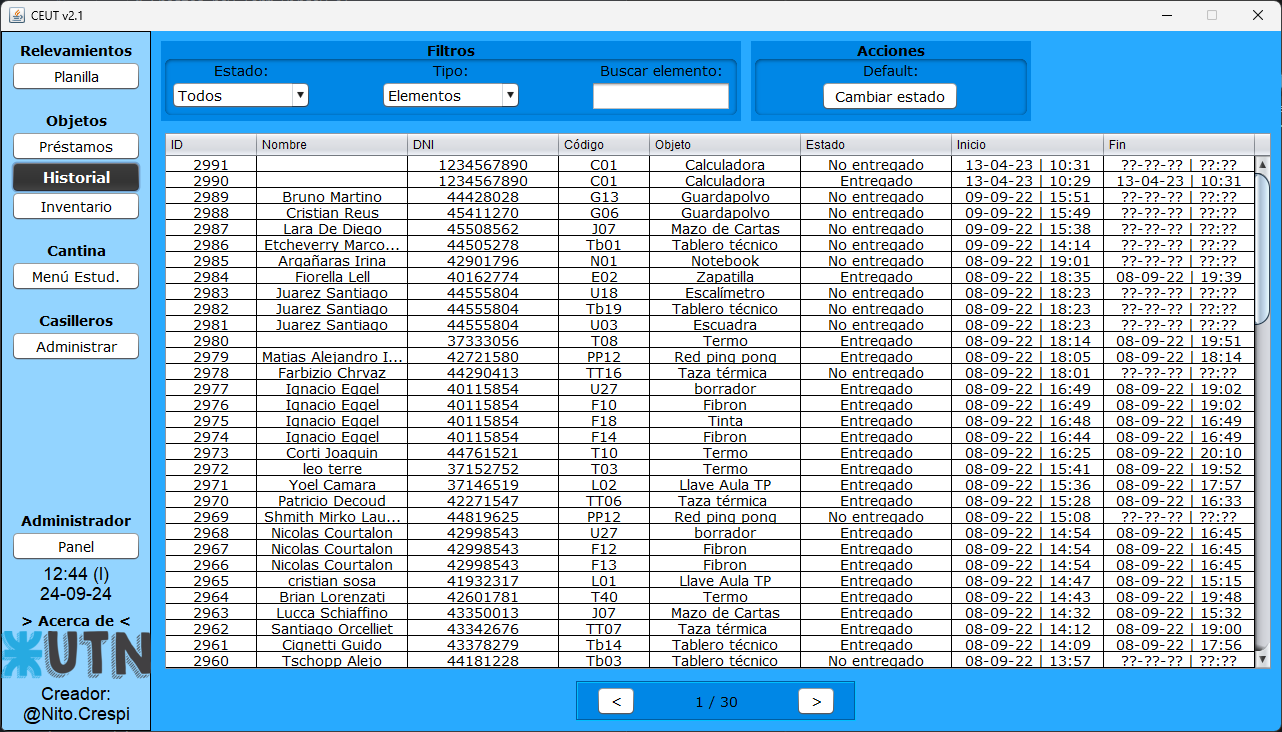 CEUT v2.1
Relevamientos
Planilla
Objetos
Préstamos
Historial
Inventario
Cantina
Menú Estud.
Casilleros
Administrar
Administrador
Panel
12:44 (I)
24-09-24
> Acerca de <
UTN
Creador:
@Nito.Crespi
Filtros
Estado: Tipo: Buscar elemento:
Todos Elementos
Acciones
Default:
Cambiar estado
ID Nombre DNI Código Objeto Estado Inicio Fin
2991 1234567890 C01 Calculadora No entregado 13-04-23 | 10:31 ??-??-?? | ??:??
2990 1234567890 C01 Calculadora Entregado 13-04-23 | 10:29 13-04-23 | 10:31
2989 Bruno Martino 44428028 G13 Guardapolvo No entregado 09-09-22 | 15:51 ??-??-?? | ??:??
2988 Cristian Reus 45411270 G06 Guardapolvo No entregado 09-09-22 | 15:49 ??-??-?? | ??:??
2987 Lara De Diego 45508562 J07 Mazo de Cartas No entregado 09-09-22 | 15:38 ??-??-?? | ??:??
2986 Etcheverry Marco... 44505278 Tb01 Tablero técnico No entregado 09-09-22 | 14:14 ??-??-?? | ??:??
2985 Argañaras Irina 42901796 N01 Notebook No entregado 08-09-22 | 19:01 ??-??-?? | ??:??
2984 Fiorella Lell 40162774 E02 Zapatilla Entregado 08-09-22 | 18:35 08-09-22 | 19:39
2983 Juarez Santiago 44555804 U18 Escalímetro No entregado 08-09-22 | 18:23 ??-??-?? | ??:??
2982 Juarez Santiago 44555804 Tb19 Tablero técnico No entregado 08-09-22 | 18:23 ??-??-?? | ??:??
2981 Juarez Santiago 44555804 U03 Escuadra No entregado 08-09-22 | 18:23 ??-??-?? | ??:??
2980 37333056 T08 Termo Entregado 08-09-22 | 18:14 08-09-22 | 19:51
2979 Matias Alejandro I... 42721580 PP12 Red ping pong Entregado 08-09-22 | 18:05 08-09-22 | 18:14
2978 Farbizio Chrvaz 44290413 TT16 Taza térmica No entregado 08-09-22 | 18:01 ??-??-?? | ??:??
2977 Ignacio Eggel 40115854 U27 borrador Entregado 08-09-22 | 16:49 08-09-22 | 19:02
2976 Ignacio Eggel 40115854 F10 Fibron Entregado 08-09-22 | 16:49 08-09-22 | 19:02
2975 Ignacio Eggel 40115854 F18 Tinta Entregado 08-09-22 | 16:48 08-09-22 | 16:49
2974 Ignacio Eggel 40115854 F14 Fibron Entregado 08-09-22 | 16:44 08-09-22 | 16:49
2973 Corti Joaquin 44761521 T10 Termo Entregado 08-09-22 | 16:25 08-09-22 | 20:10
2972 leo terre 37152752 T03 Termo Entregado 08-09-22 | 15:41 08-09-22 | 19:52
2971 Yoel Camara 37146519 L02 Llave Aula TP Entregado 08-09-22 | 15:36 08-09-22 | 17:57
2970 Patricio Decoud 42271547 TT06 Taza térmica Entregado 08-09-22 | 15:28 08-09-22 | 16:33
2969 Shmith Mirko Lau... 44819625 PP12 Red ping pong No entregado 08-09-22 | 15:08 ??-??-?? | ??:??
2968 Nicolas Courtalon 42998543 U27 borrador Entregado 08-09-22 | 14:54 08-09-22 | 16:45
2967 Nicolas Courtalon 42998543 F12 Fibron Entregado 08-09-22 | 14:54 08-09-22 | 16:45
2966 Nicolas Courtalon 42998543 F13 Fibron Entregado 08-09-22 | 14:54 08-09-22 | 16:45
2965 cristian sosa 41932317 L01 Llave Aula TP Entregado 08-09-22 | 14:47 08-09-22 | 15:15
2964 Brian Lorenzati 42601781 T40 Termo Entregado 08-09-22 | 14:43 08-09-22 | 19:48
2963 Lucca Schiaffino 43350013 J07 Mazo de Cartas Entregado 08-09-22 | 14:32 08-09-22 | 15:32
2962 Santiago Orcelliet 43342676 TT07 Taza térmica Entregado 08-09-22 | 14:12 08-09-22 | 19:00
2961 Cignetti Guido 43378279 Tb14 Tablero técnico Entregado 08-09-22 | 14:09 08-09-22 | 17:56
2960 Tschopp Alejo 44181228 Tb03 Tablero técnico No entregado 08-09-22 | 13:57 ??-??-?? | ??:??
< 1 / 30 >